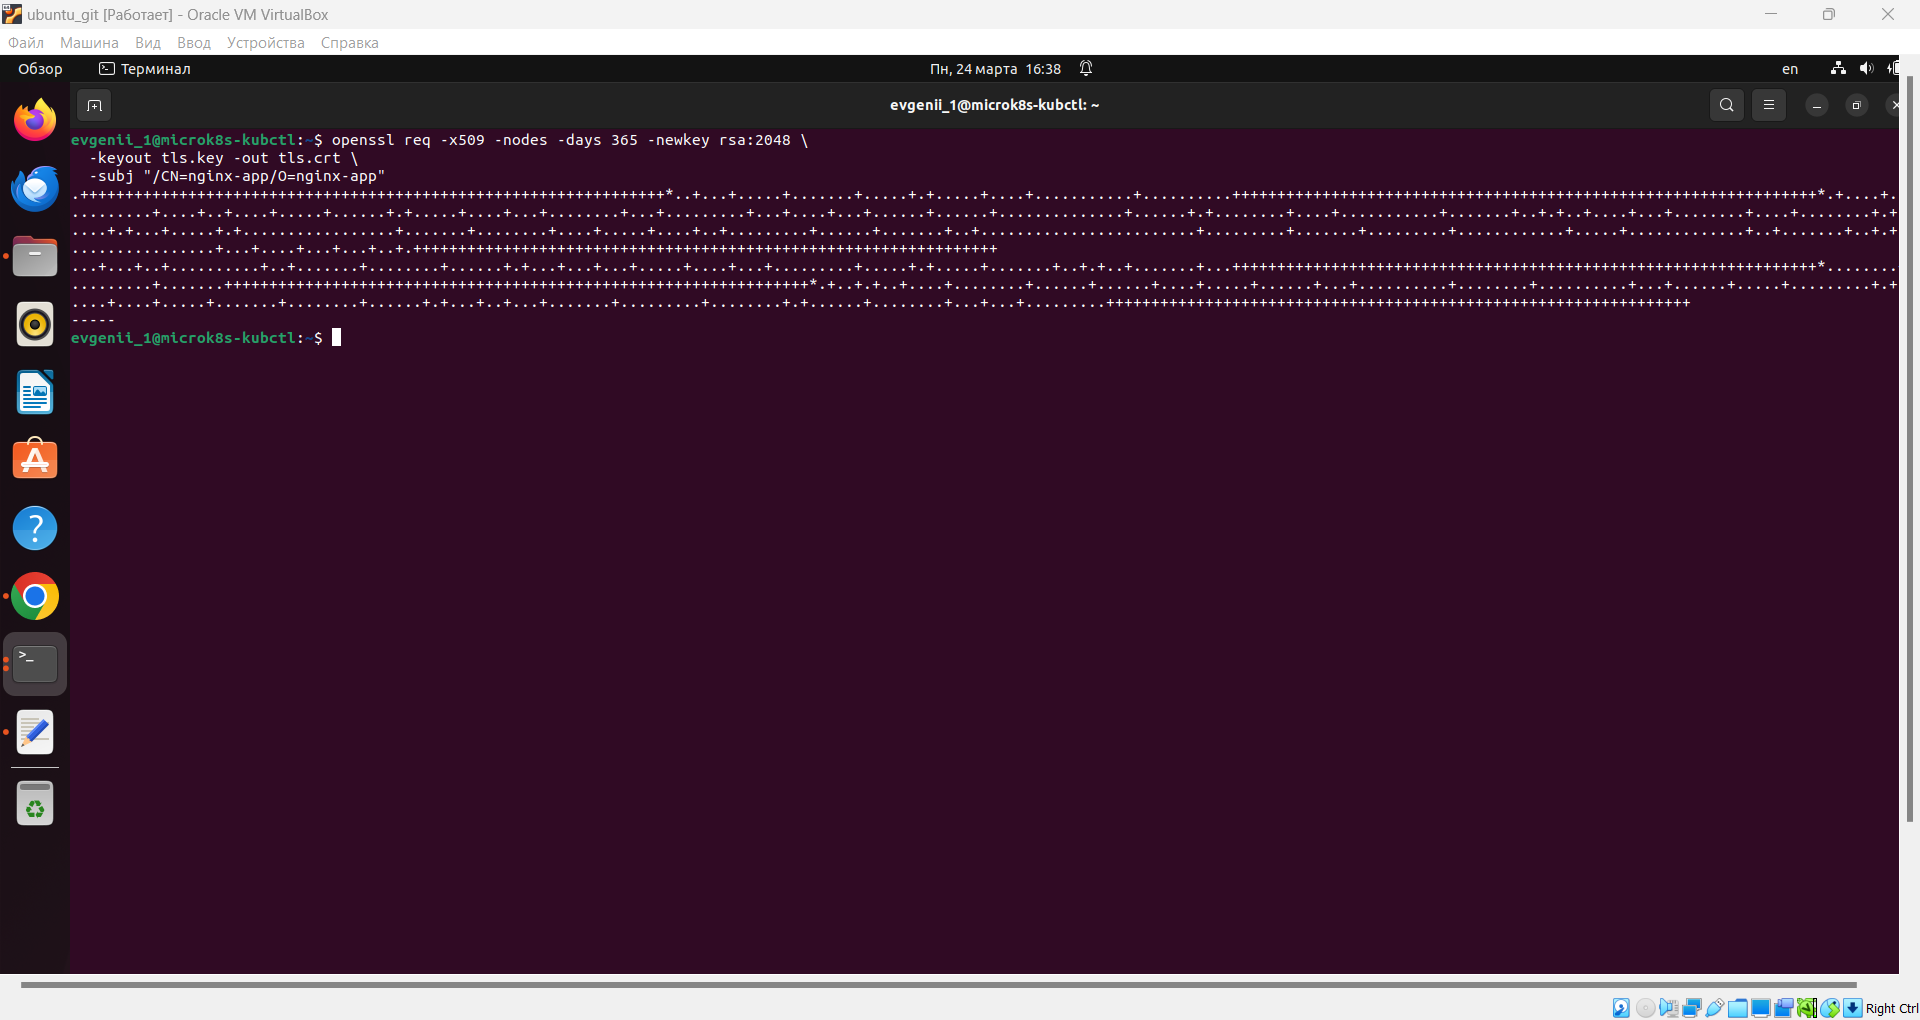 ubuntu_git [Работает] - Oracle VM VirtualBox
Файл Машина Вид Ввод Устройства Справка
Обзор Терминал Пн, 24 марта 16:38 en
evgenii_1@microk8s-kubctl: ~
evgenii_1@microk8s-kubctl:~$ openssl req -x509 -nodes -days 365 -newkey rsa:2048 \
-keyout tls.key -out tls.crt \
-subj "/CN=nginx-app/O=nginx-app"
-----
evgenii_1@microk8s-kubctl:~$
Right Ctrl